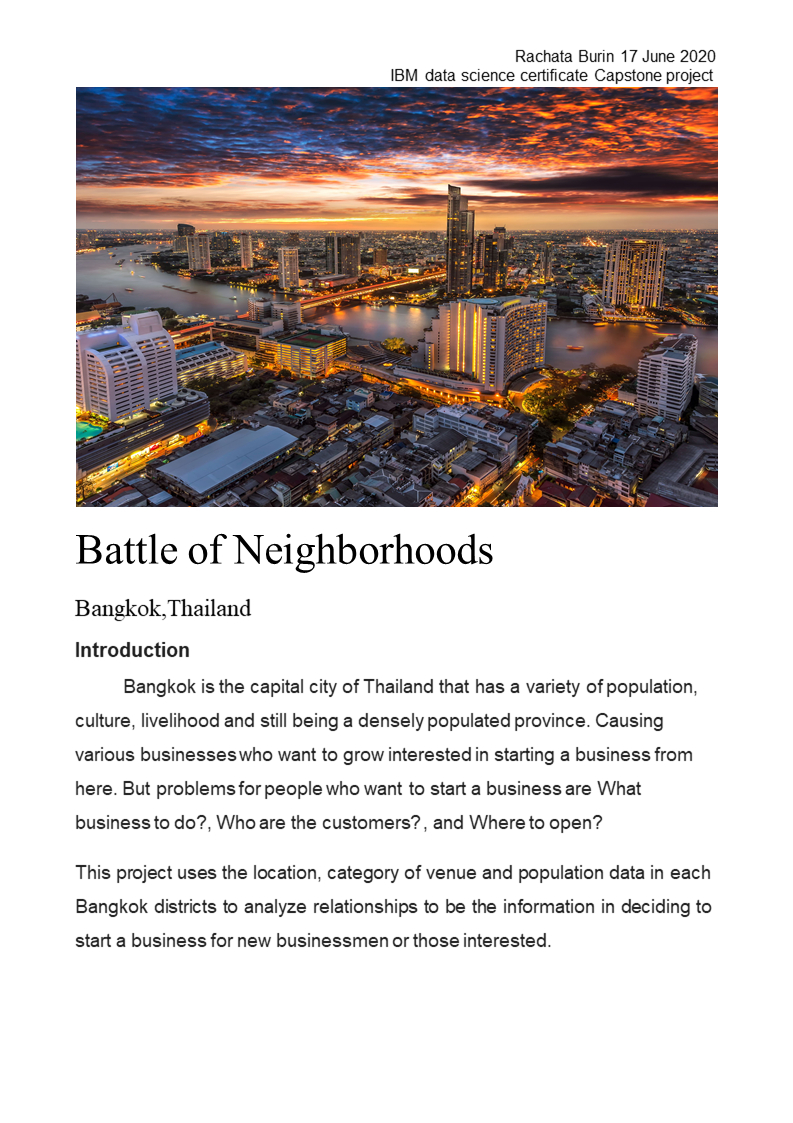 Rachata Burin 17 June 2020
IBM data science certificate Capstone project
Battle of Neighborhoods
Bangkok,Thailand
Introduction
Bangkok is the capital city of Thailand that has a variety of population,
culture, livelihood and still being a densely populated province. Causing
various businesses who want to grow interested in starting a business from
here. But problems for people who want to start a business are What
business to do?, Who are the customers?, and Where to open?
This project uses the location, category of venue and population data in each
Bangkok districts to analyze relationships to be the information in deciding to
start a business for new businessmen or those interested.